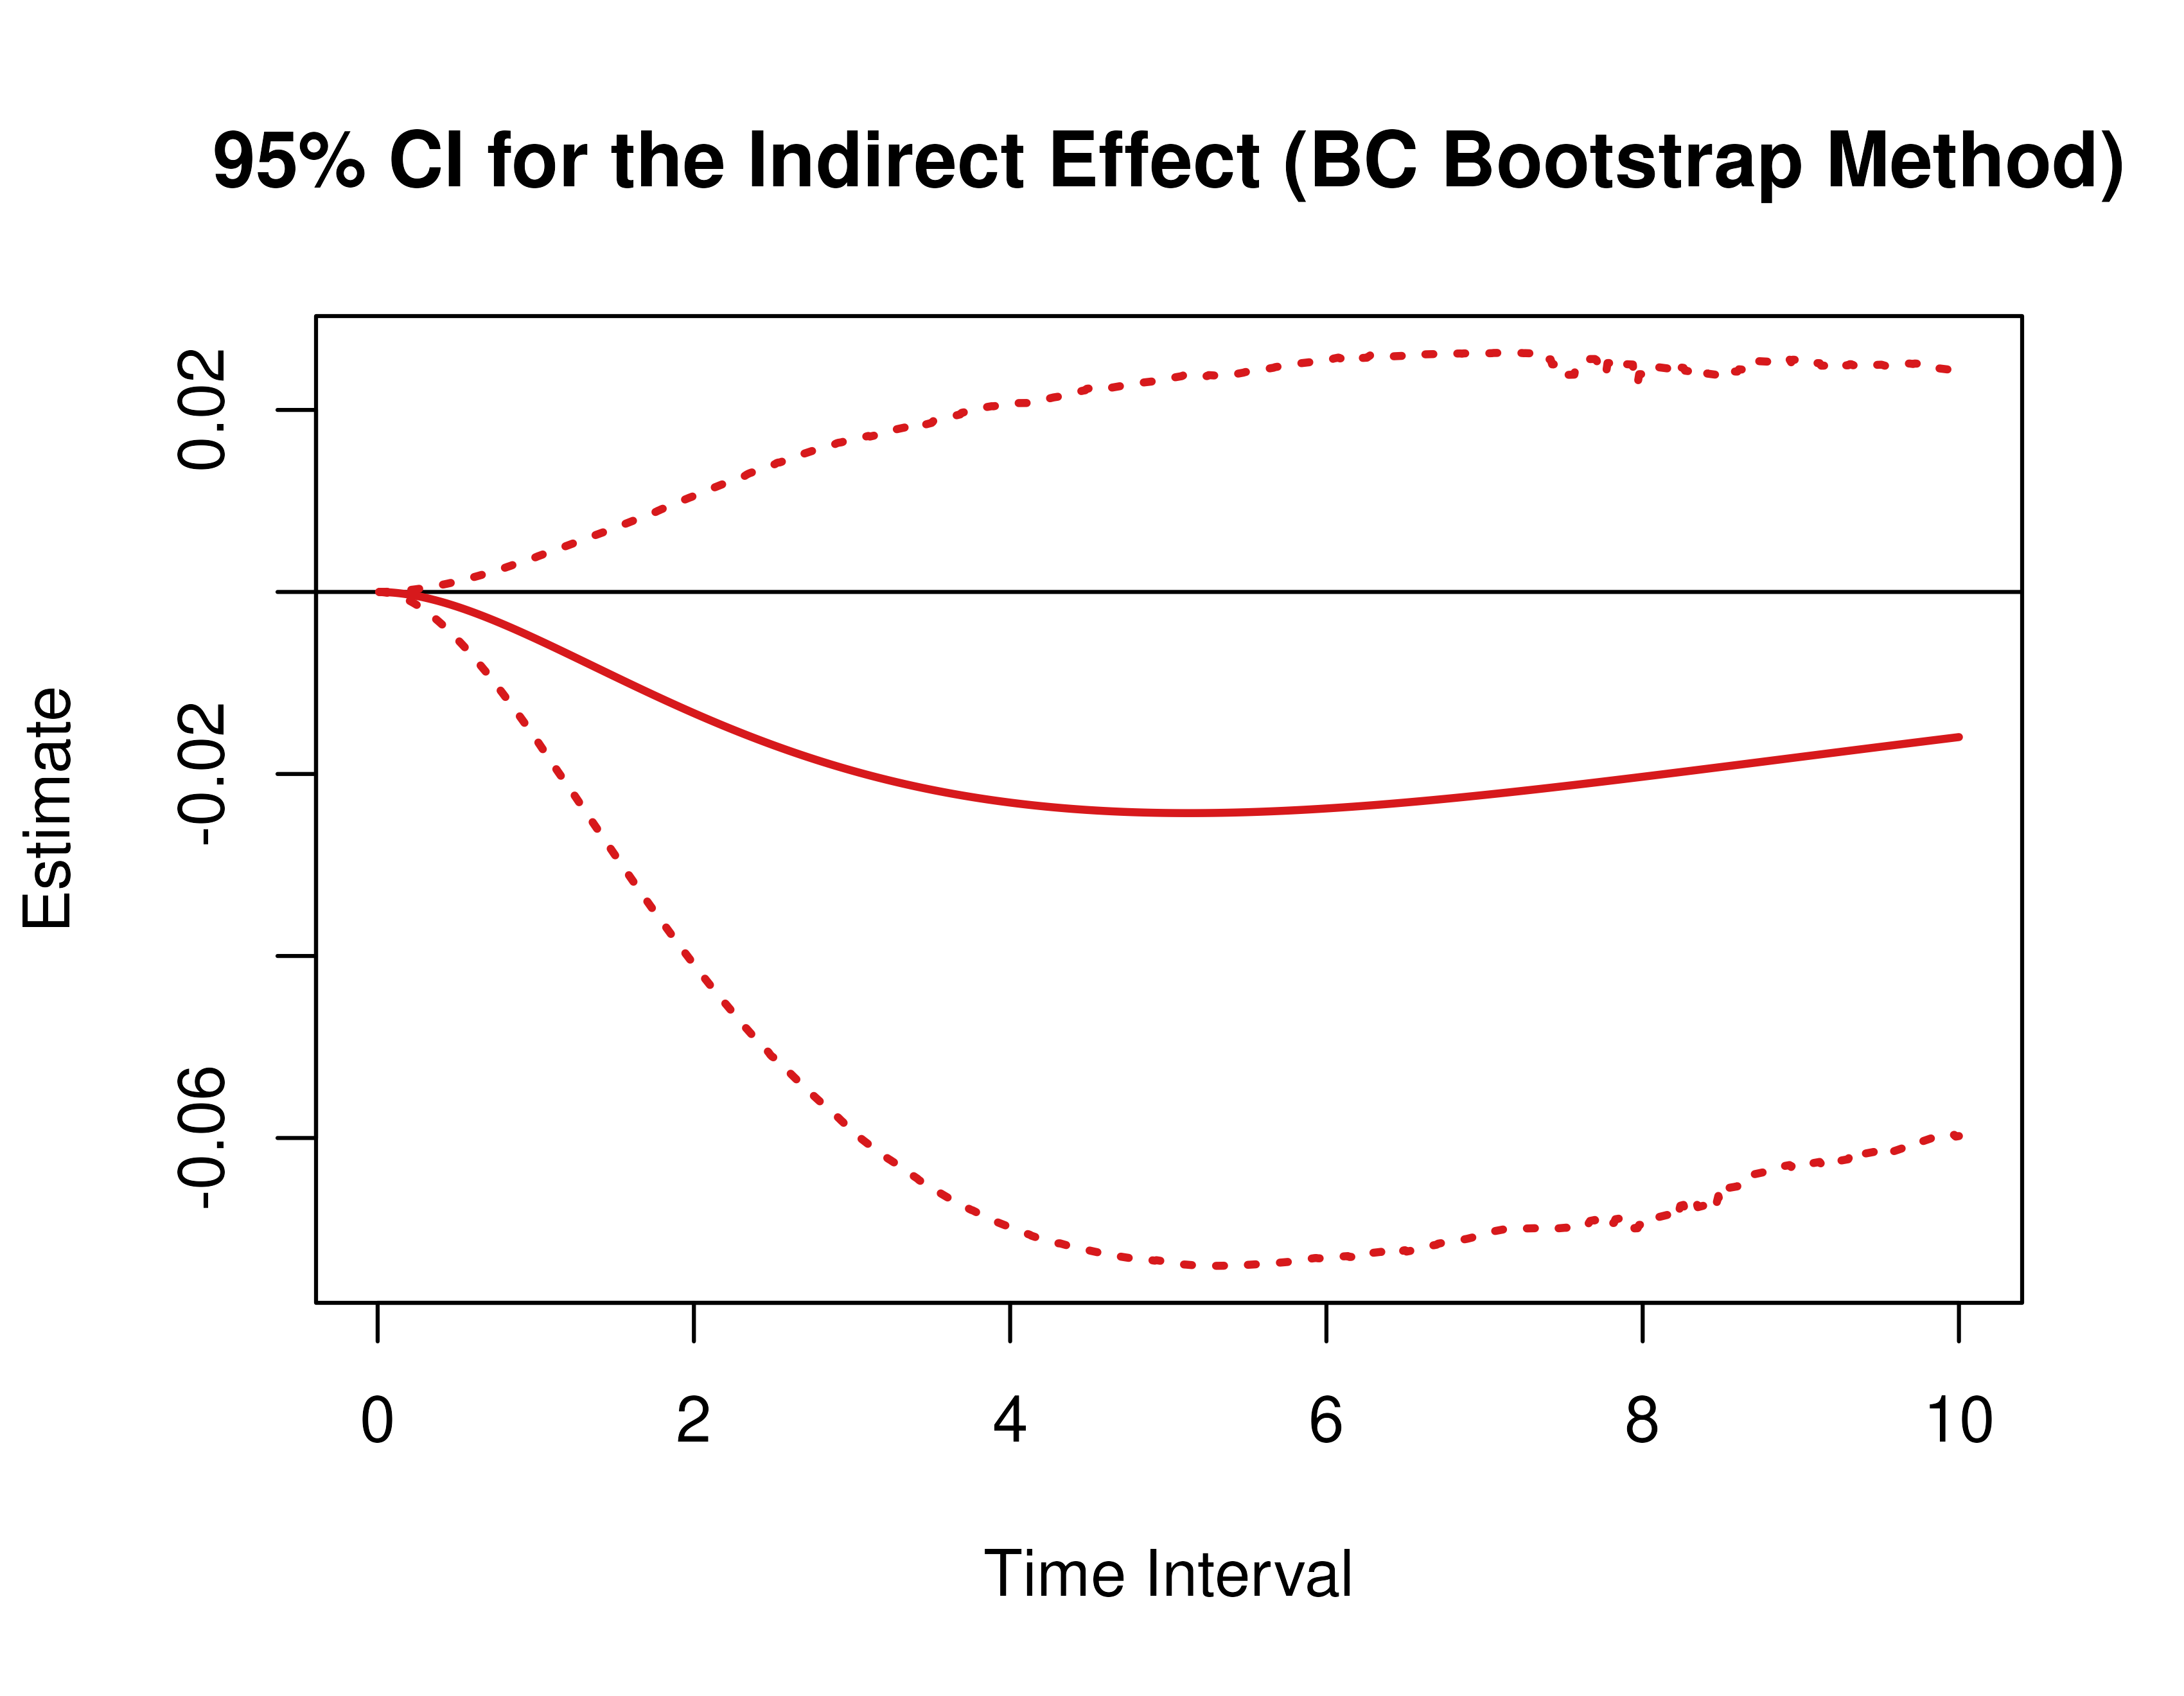 95% CI for the Indirect Effect (BC Bootstrap Method)
0.02
-0.02
-0.06
Estimate
0 2 4 6 8 10
Time Interval